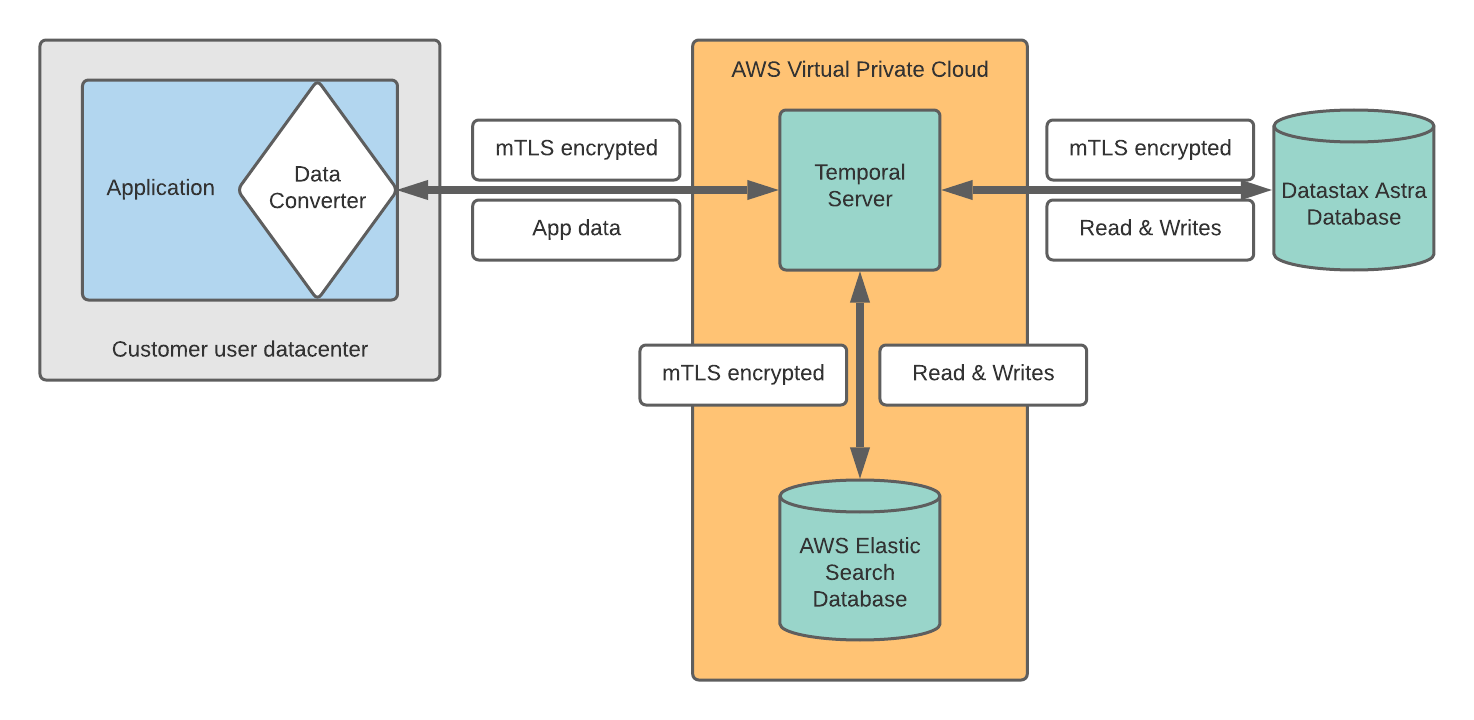 AWS Virtual Private Cloud
Application
Data
Converter
Customer user datacenter
mTLS encrypted
App data
Temporal
Server
mTLS encrypted
Read & Writes
Datastax Astra
Database
mTLS encrypted
Read & Writes
AWS Elastic
Search
Database